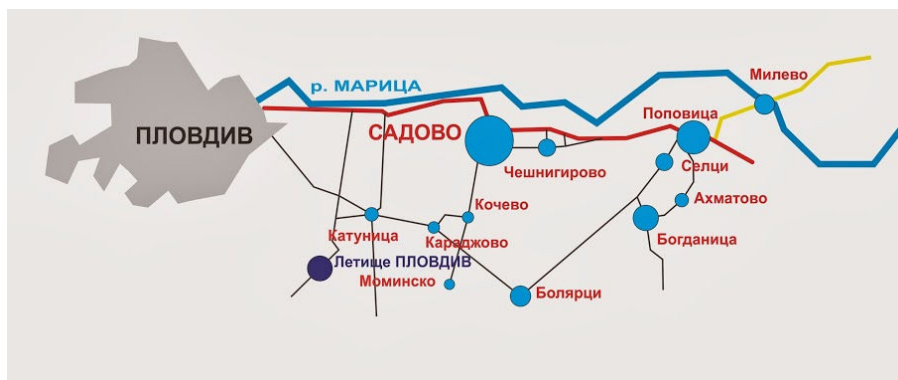 Милево
р. МАРИЦА
Поповица
ПЛОВДИВ
САДОВО
Чешнигирово
Селци
Ахматово
Кочево
Катуница
Караджово
Богданица
Летище ПЛОВДИВ
Моминско
Болярци